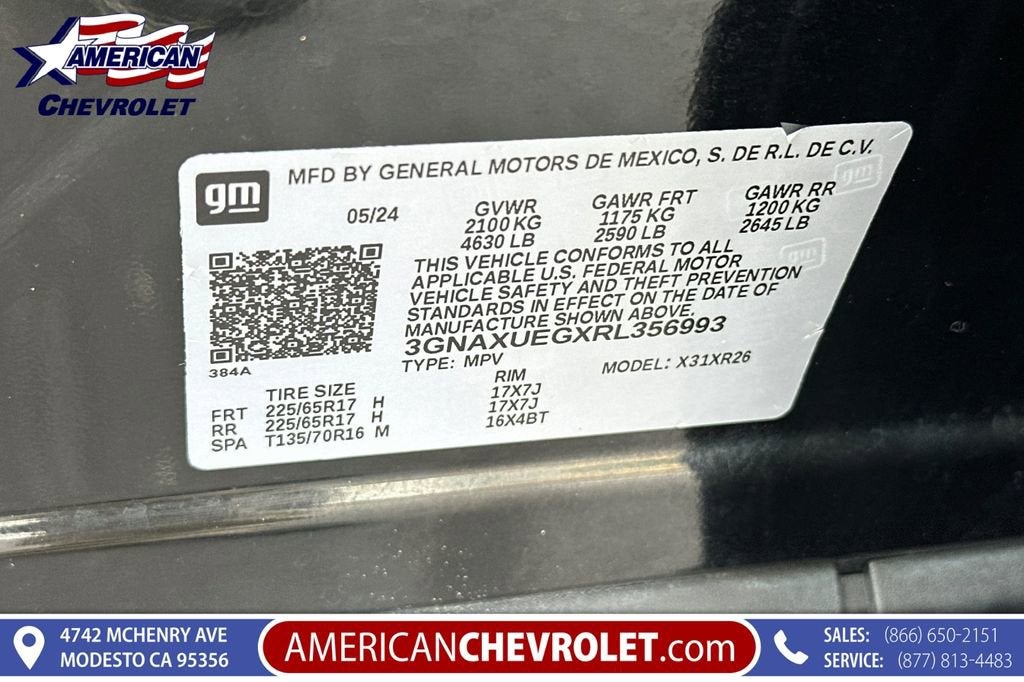 AMERICAN
CHEVROLET
gm
MFD BY GENERAL MOTORS DE MEXICO, S. DE R.L. DE C.V.
05/24 GVWR GAWR FRT GAWR RR
2100 KG 1175 KG 1200 KG
4630 LB 2590 LB 2645 LB
THIS VEHICLE CONFORMS TO ALL
APPLICABLE U.S. FEDERAL MOTOR
VEHICLE SAFETY AND THEFT PREVENTION
STANDARDS IN EFFECT ON THE DATE OF
MANUFACTURE SHOWN ABOVE.
3GNAXUEGXRL356993
384A
TYPE: MPV MODEL: X31XR26
TIRE SIZE RIM
FRT 225/65R17 H 17X7J
RR 225/65R17 H 17X7J
SPA T135/70R16 M 16X4BT
gm
gm
4742 MCHENRY AVE
MODESTO CA 95356
AMERICANCHEVROLET.com
SALES: (866) 650-2151
SERVICE: (877) 813-4483